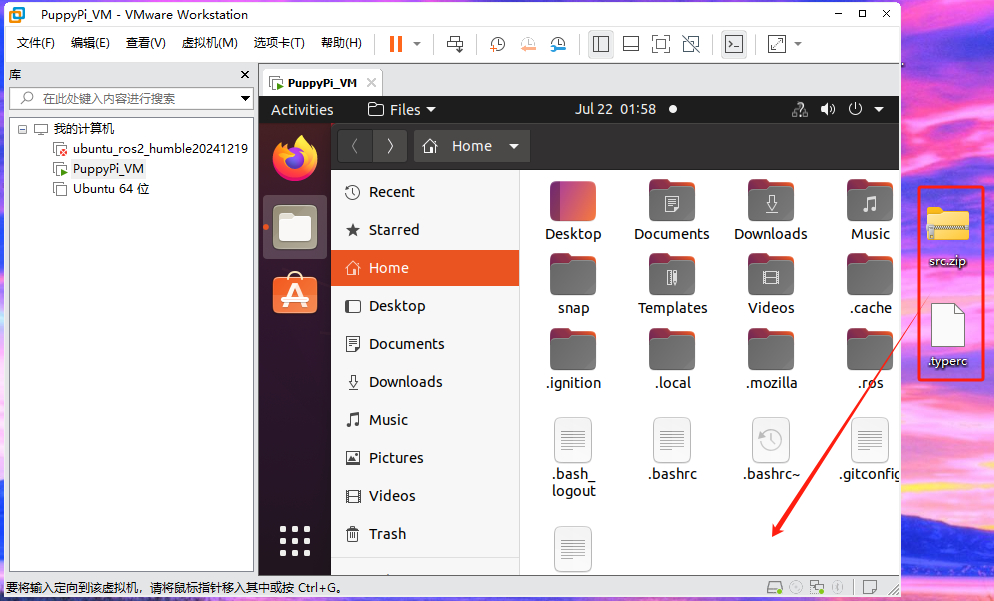 PuppyPi_VM - VMware Workstation
文件(F) 编辑(E) 查看(V) 虚拟机(M) 选项卡(T) 帮助(H)
库
在此处键入内容进行搜索
我的计算机
ubuntu_ros2_humble20241219
PuppyPi_VM
Ubuntu 64 位
PuppyPi_VM
Activities Files Jul 22 01:58
Home
Recent
Starred
Home
Desktop
Documents
Downloads
Music
Pictures
Videos
Trash
Desktop Documents Downloads Music
snap Templates Videos .cache
.ignition .local .mozilla .ros
.bash_
logout
.bashrc .bashrc~ .gitconfig
src.zip
.typerc
要将输入定向到该虚拟机，请将鼠标指针移入其中或按 Ctrl+G。